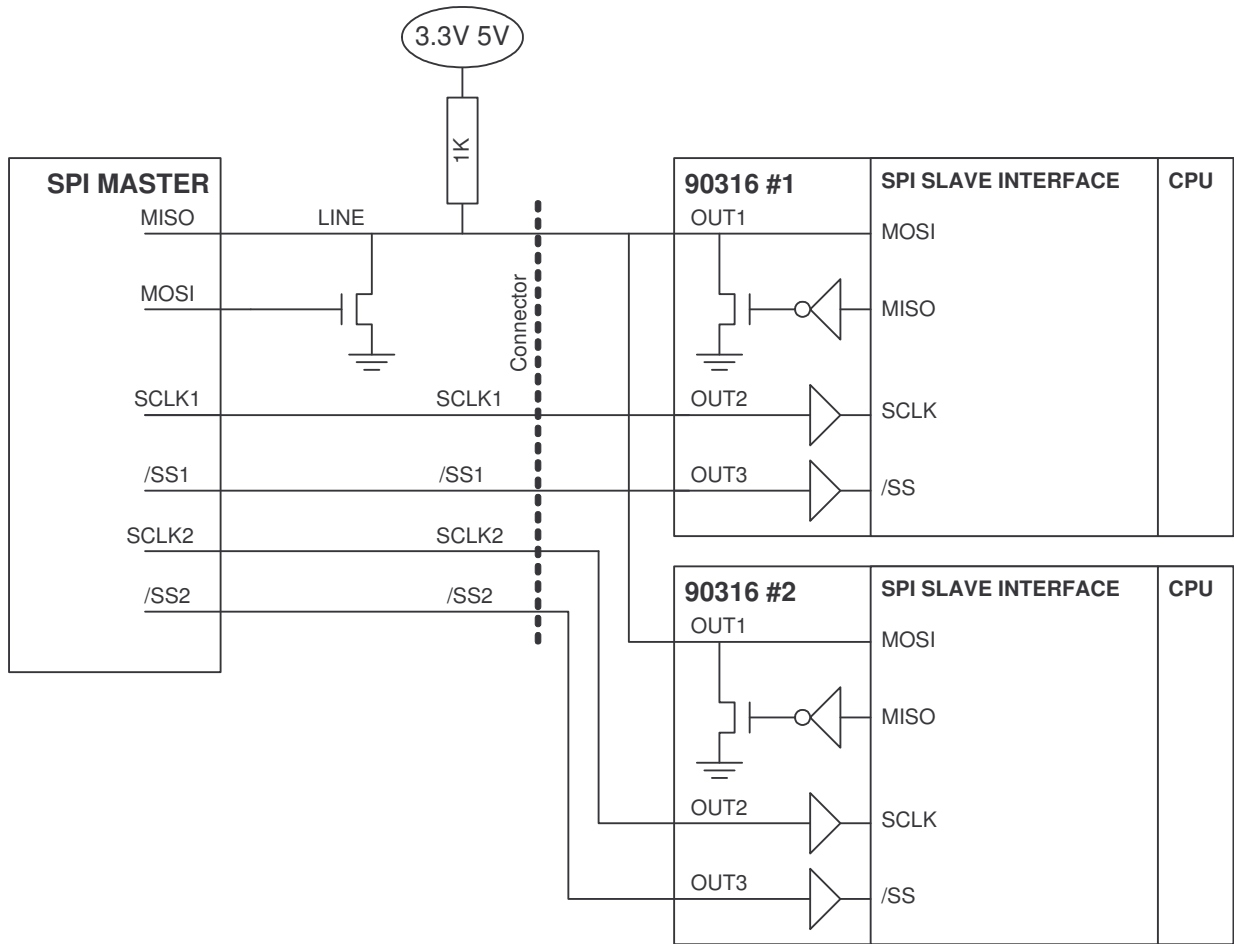 3.3V 5V
1K
SPI MASTER
MISO
LINE
MOSI
Connector
SCLK1
SCLK1
/SS1
/SS1
SCLK2
SCLK2
/SS2
/SS2
90316 #1
SPI SLAVE INTERFACE
CPU
OUT1
MOSI
MISO
OUT2
SCLK
OUT3
/SS
90316 #2
SPI SLAVE INTERFACE
CPU
OUT1
MOSI
MISO
OUT2
SCLK
OUT3
/SS